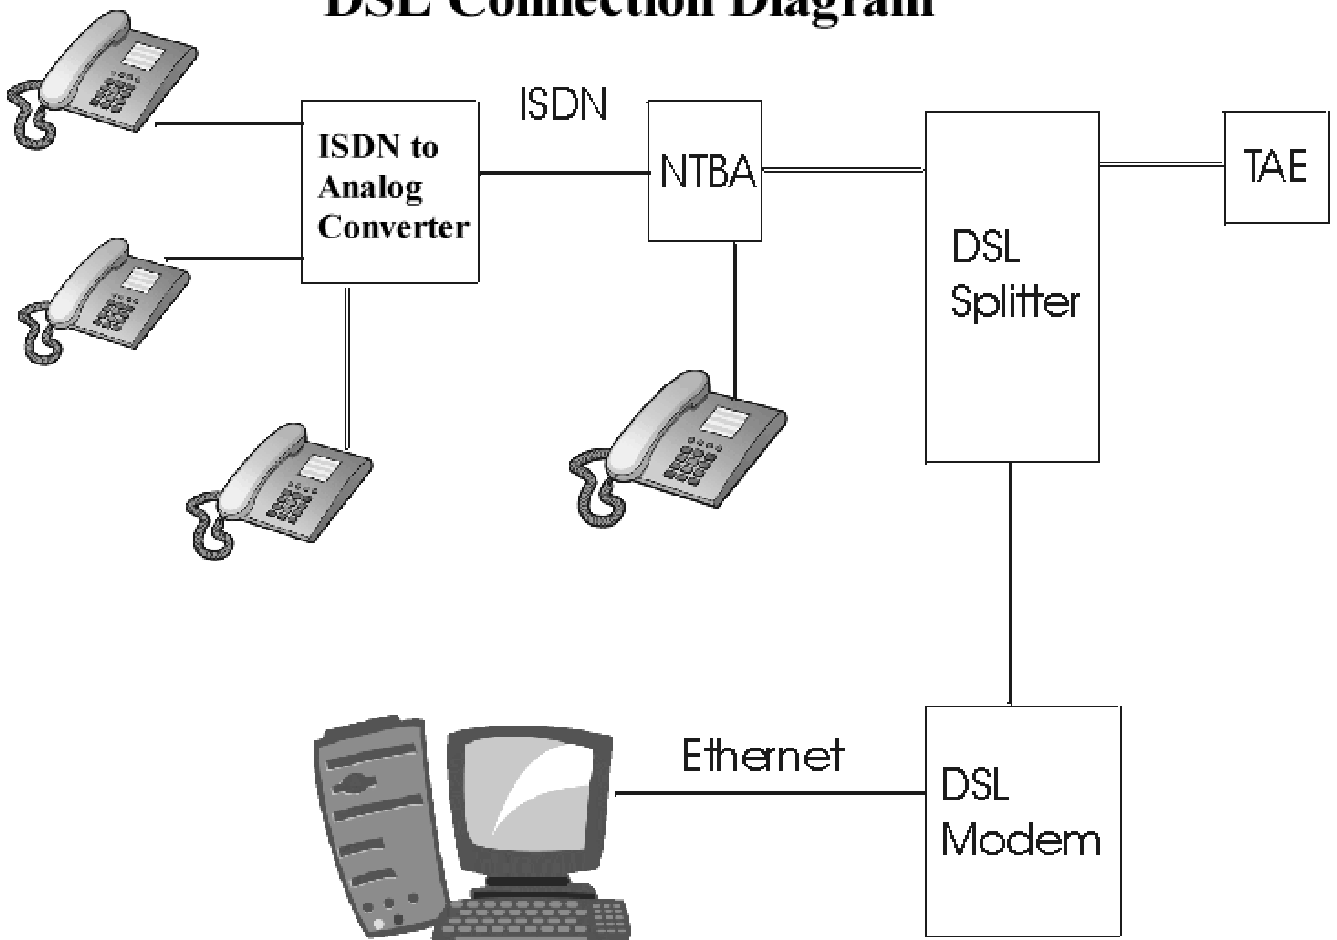 DSL Connection Diagram
ISDN
ISDN to
Analog
Converter
NTBA
TAE
DSL
Splitter
Ethernet
DSL
Modem